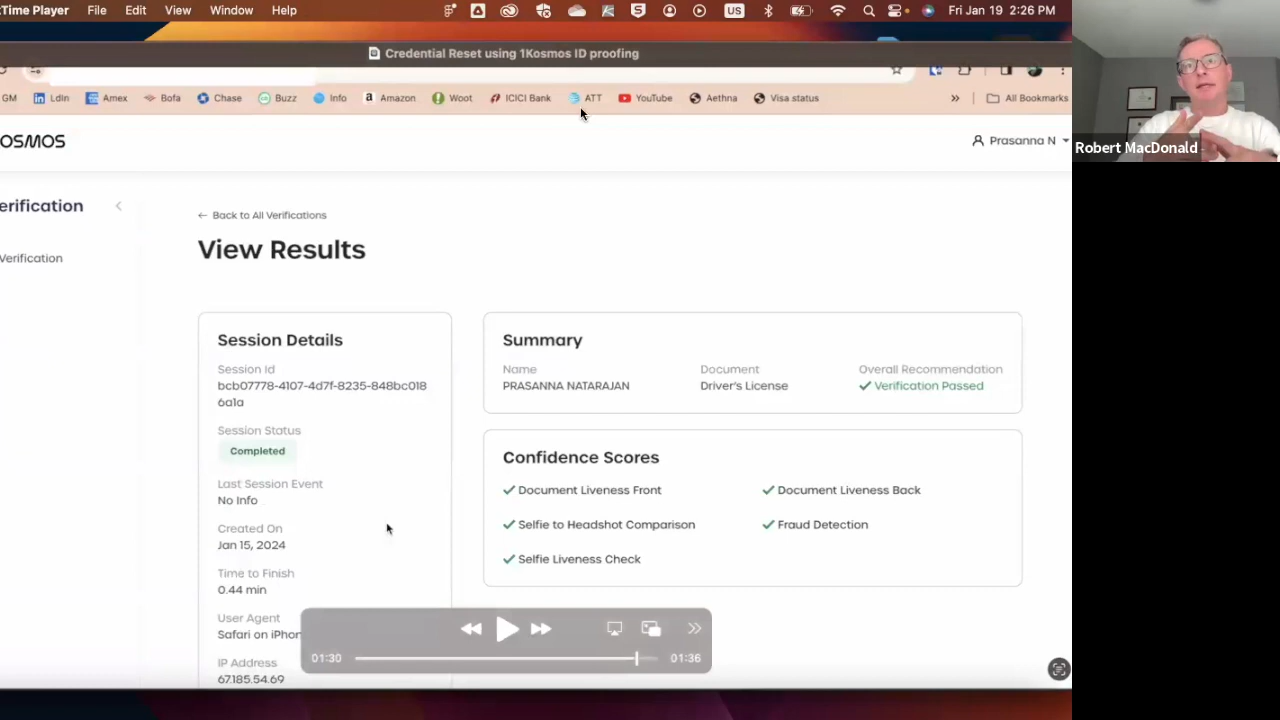 Time Player File Edit View Window Help US Fri Jan 19 2:26 PM
Credential Reset using 1Kosmos ID proofing
GM LdIn Amex Bofa Chase Buzz Info Amazon Woot ICICI Bank ATT YouTube Aethna Visa status » All Bookmarks
OSMOS
Prasanna N
Robert MacDonald
erification
Verification
← Back to All Verifications
View Results
Session Details
Session Id
bcb07778-4107-4d7f-8235-848bc018
6a1a
Session Status
Completed
Last Session Event
No Info
Created On
Jan 15, 2024
Time to Finish
0.44 min
User Agent
Safari on iPhon
IP Address
67.185.54.69
Summary
Name Document Overall Recommendation
PRASANNA NATARAJAN Driver's License Verification Passed
Confidence Scores
Document Liveness Front Document Liveness Back
Selfie to Headshot Comparison Fraud Detection
Selfie Liveness Check
01:30 01:36